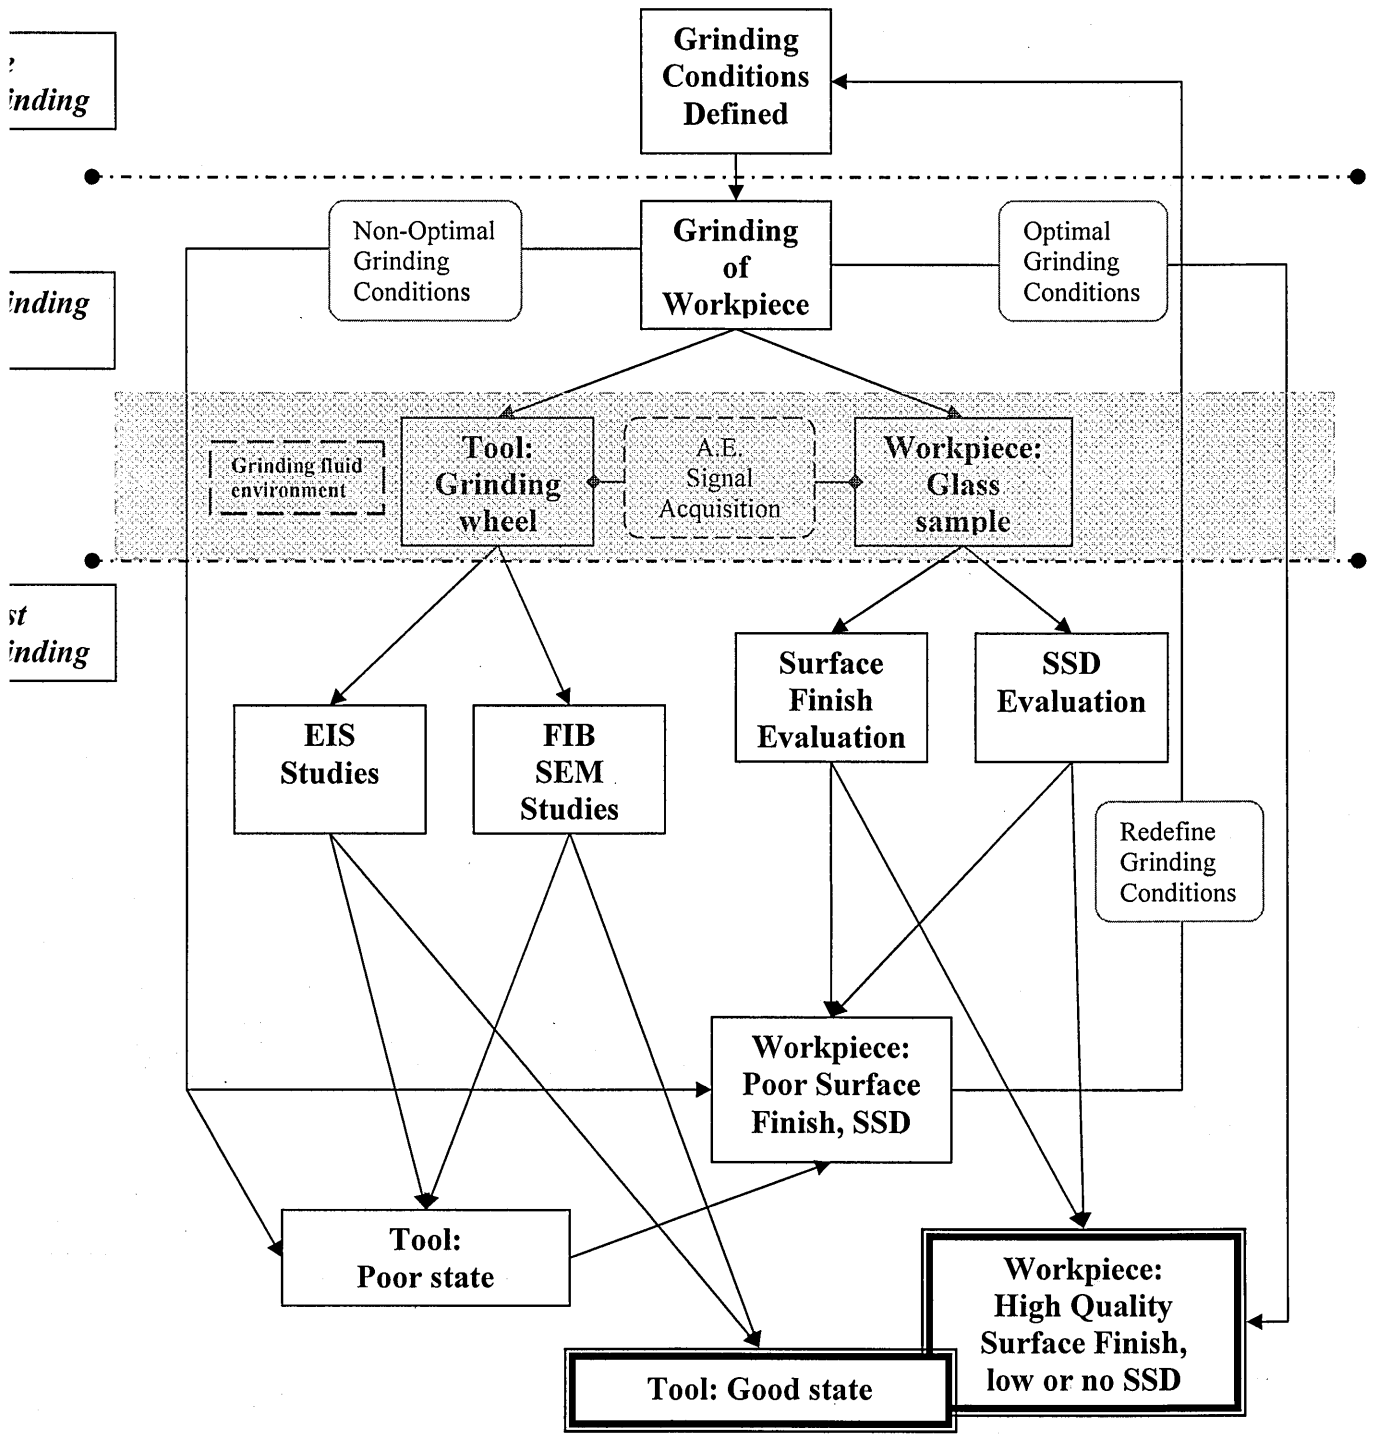 Grinding
Conditions
Defined
inding
Non-Optimal
Grinding
Conditions
Grinding
of
Workpiece
Optimal
Grinding
Conditions
inding
Grinding fluid
environment
Tool:
Grinding
wheel
A.E.
Signal
Acquisition
Workpiece:
Glass
sample
st
inding
Surface
Finish
Evaluation
SSD
Evaluation
EIS
Studies
FIB
SEM
Studies
Redefine
Grinding
Conditions
Workpiece:
Poor Surface
Finish, SSD
Tool:
Poor state
Workpiece:
High Quality
Surface Finish,
low or no SSD
Tool: Good state